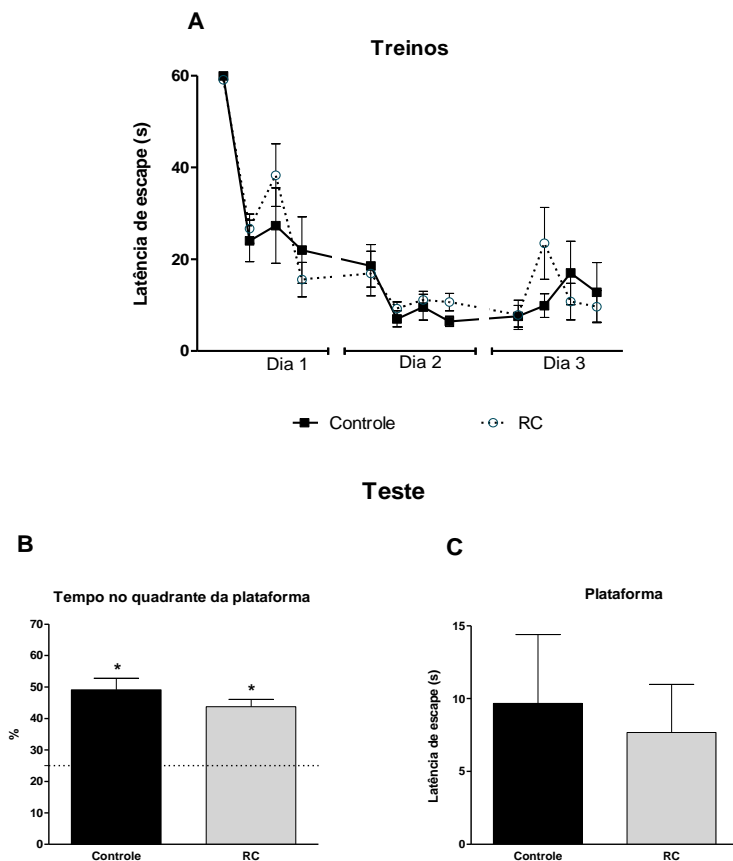 A
Treinos
Latência de escape (s)
60
40
20
0
Dia 1 Dia 2 Dia 3
Controle RC
Teste
B
Tempo no quadrante da plataforma
%
70
60
50
40
30
20
10
0
* *
Controle RC
C
Plataforma
Latência de escape (s)
15
10
5
0
Controle RC